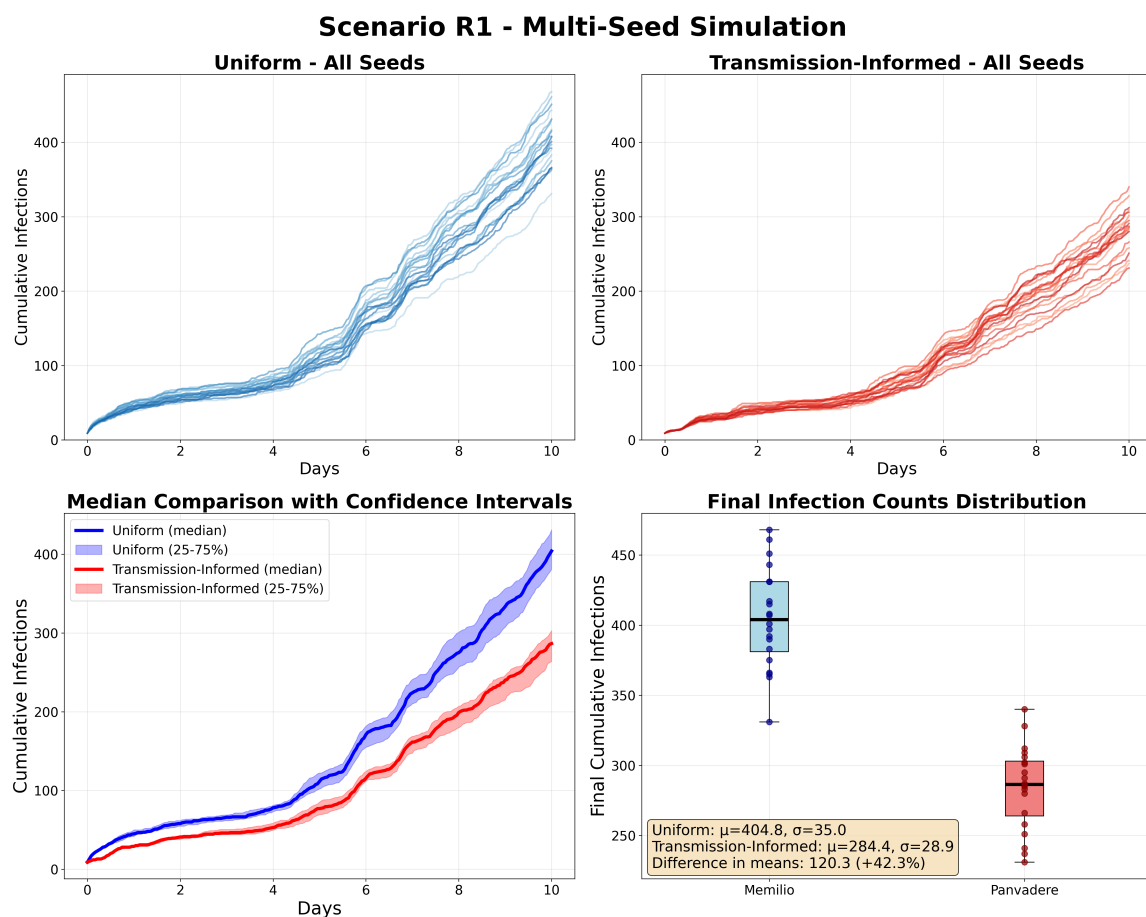 Scenario R1 - Multi-Seed Simulation
Uniform - All Seeds
Cumulative Infections
400
300
200
100
0
0 2 4 6 8 10
Days
Transmission-Informed - All Seeds
Cumulative Infections
400
300
200
100
0
0 2 4 6 8 10
Days
Median Comparison with Confidence Intervals
Uniform (median)
Uniform (25-75%)
Transmission-Informed (median)
Transmission-Informed (25-75%)
Cumulative Infections
400
300
200
100
0
0 2 4 6 8 10
Days
Final Infection Counts Distribution
Final Cumulative Infections
450
400
350
300
250
Uniform: μ=404.8, σ=35.0
Transmission-Informed: μ=284.4, σ=28.9
Difference in means: 120.3 (+42.3%)
Memilio Panvadere